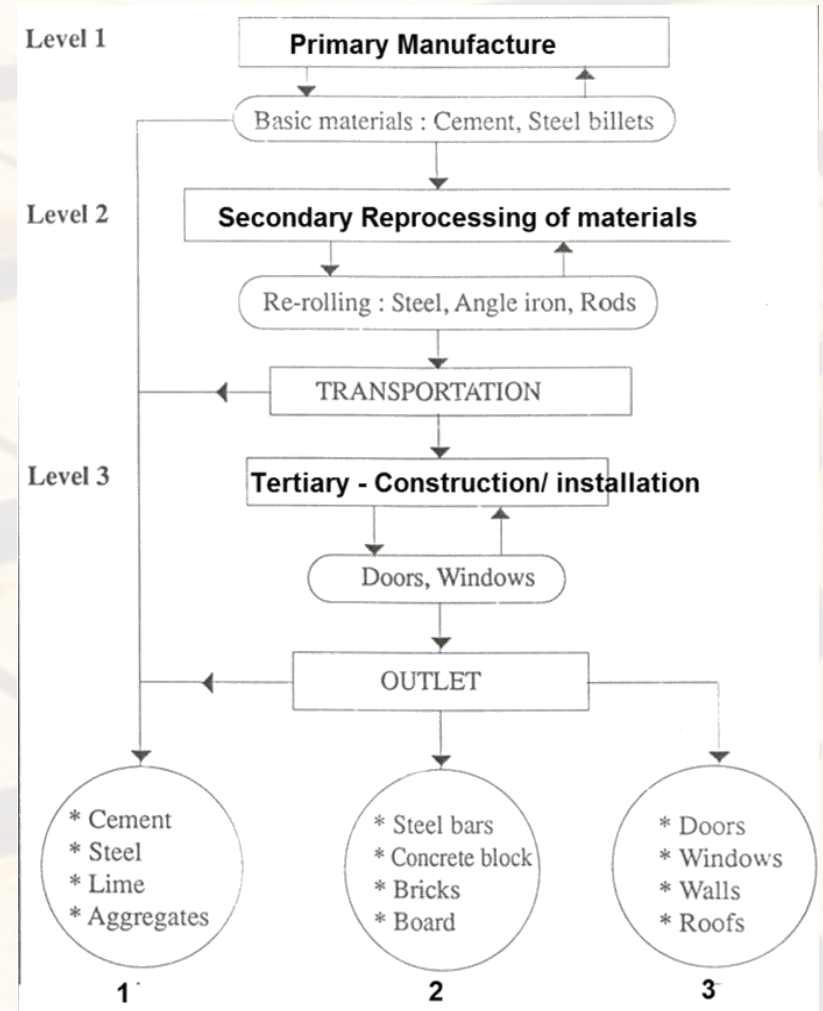 Level 1
Primary Manufacture
Basic materials : Cement, Steel billets
Level 2
Secondary Reprocessing of materials
Re-rolling : Steel, Angle iron, Rods
TRANSPORTATION
Level 3
Tertiary - Construction/ installation
Doors, Windows
OUTLET
* Cement
* Steel
* Lime
* Aggregates
* Steel bars
* Concrete block
* Bricks
* Board
* Doors
* Windows
* Walls
* Roofs
1
2
3